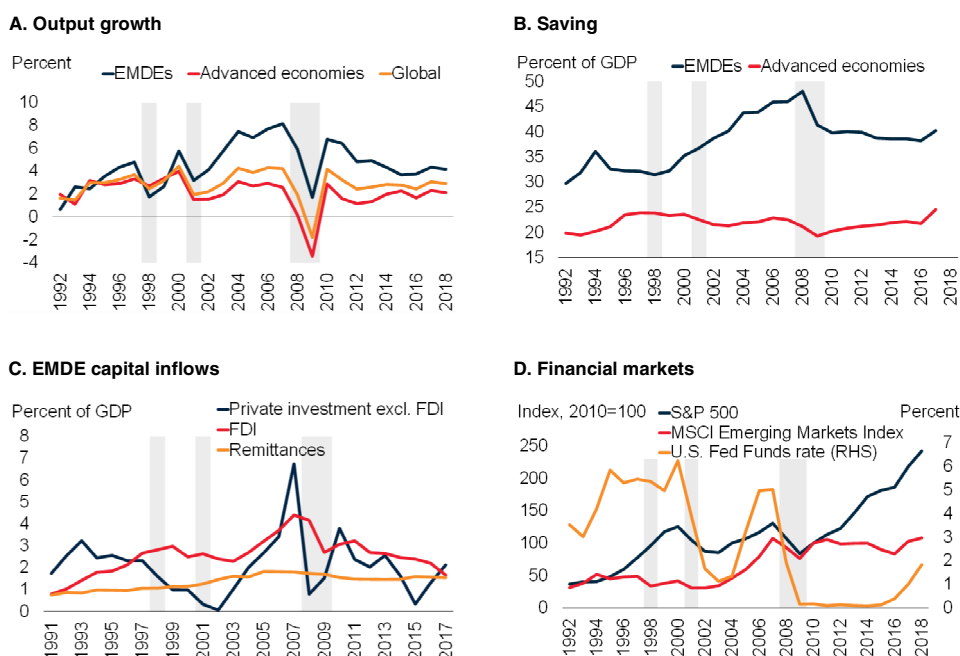 A. Output growth
Percent
EMDEs Advanced economies Global
10
8
6
4
2
0
-2
-4
1992 1994 1996 1998 2000 2002 2004 2006 2008 2010 2012 2014 2016 2018
B. Saving
Percent of GDP
EMDEs Advanced economies
50
45
40
35
30
25
20
15
1992 1994 1996 1998 2000 2002 2004 2006 2008 2010 2012 2014 2016 2018
C. EMDE capital inflows
Percent of GDP
Private investment excl. FDI
FDI
Remittances
8
7
6
5
4
3
2
1
0
1991 1993 1995 1997 1999 2001 2003 2005 2007 2009 2011 2013 2015 2017
D. Financial markets
Index, 2010=100
S&P 500
Percent
MSCI Emerging Markets Index
U.S. Fed Funds rate (RHS)
250
200
150
100
50
0
7
6
5
4
3
2
1
0
1992 1994 1996 1998 2000 2002 2004 2006 2008 2010 2012 2014 2016 2018